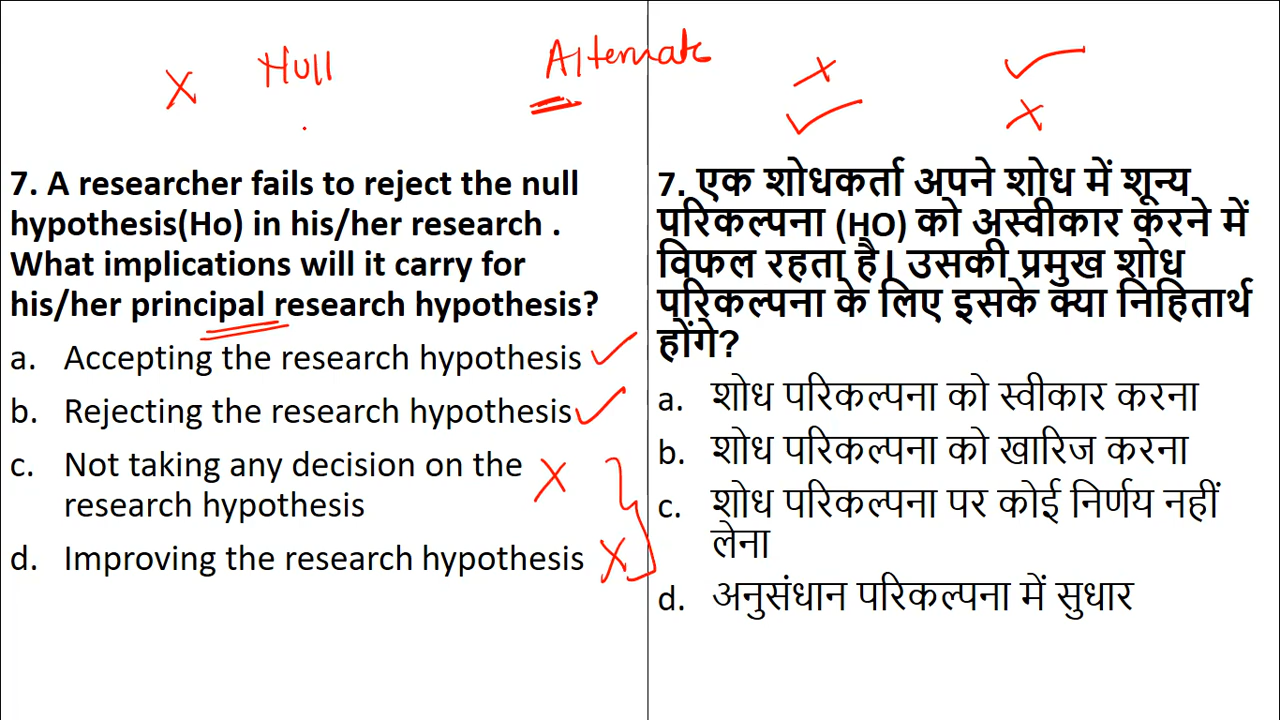 Null
Alternate
7. A researcher fails to reject the null
hypothesis(Ho) in his/her research .
What implications will it carry for
his/her principal research hypothesis?
a. Accepting the research hypothesis
b. Rejecting the research hypothesis
c. Not taking any decision on the
research hypothesis
d. Improving the research hypothesis
7. एक शोधकर्ता अपने शोध में शून्य
परिकल्पना (HO) को अस्वीकार करने में
विफल रहता है। उसकी प्रमुख शोध
परिकल्पना के लिए इसके क्या निहितार्थ
होंगे?
a. शोध परिकल्पना को स्वीकार करना
b. शोध परिकल्पना को खारिज करना
c. शोध परिकल्पना पर कोई निर्णय नहीं
लेना
d. अनुसंधान परिकल्पना में सुधार